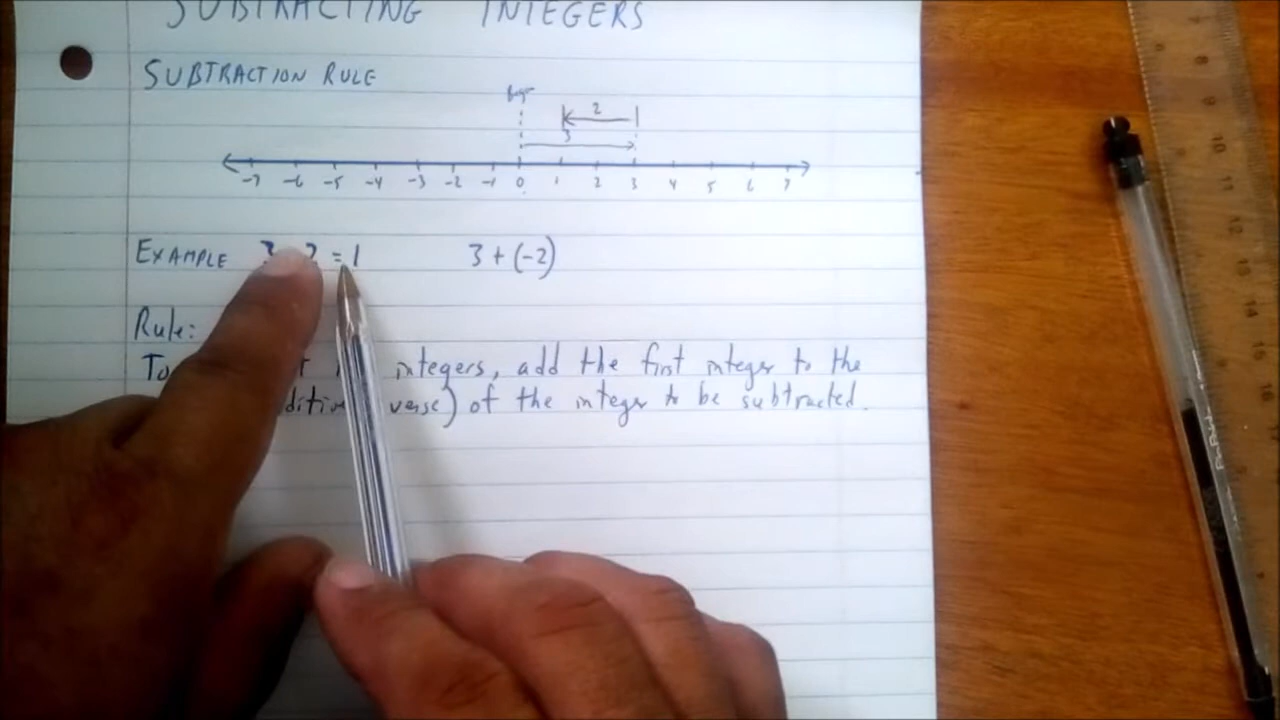 SUBTRACTING INTEGERS
SUBTRACTION RULE
2
3
-7 -6 -5 -4 -3 -2 -1 0 1 2 3 4 5 6 7
EXAMPLE 3 2 = 1 3 + (-2)
Rule:
To integers, add the first integer to the
of the integer to be subtracted.